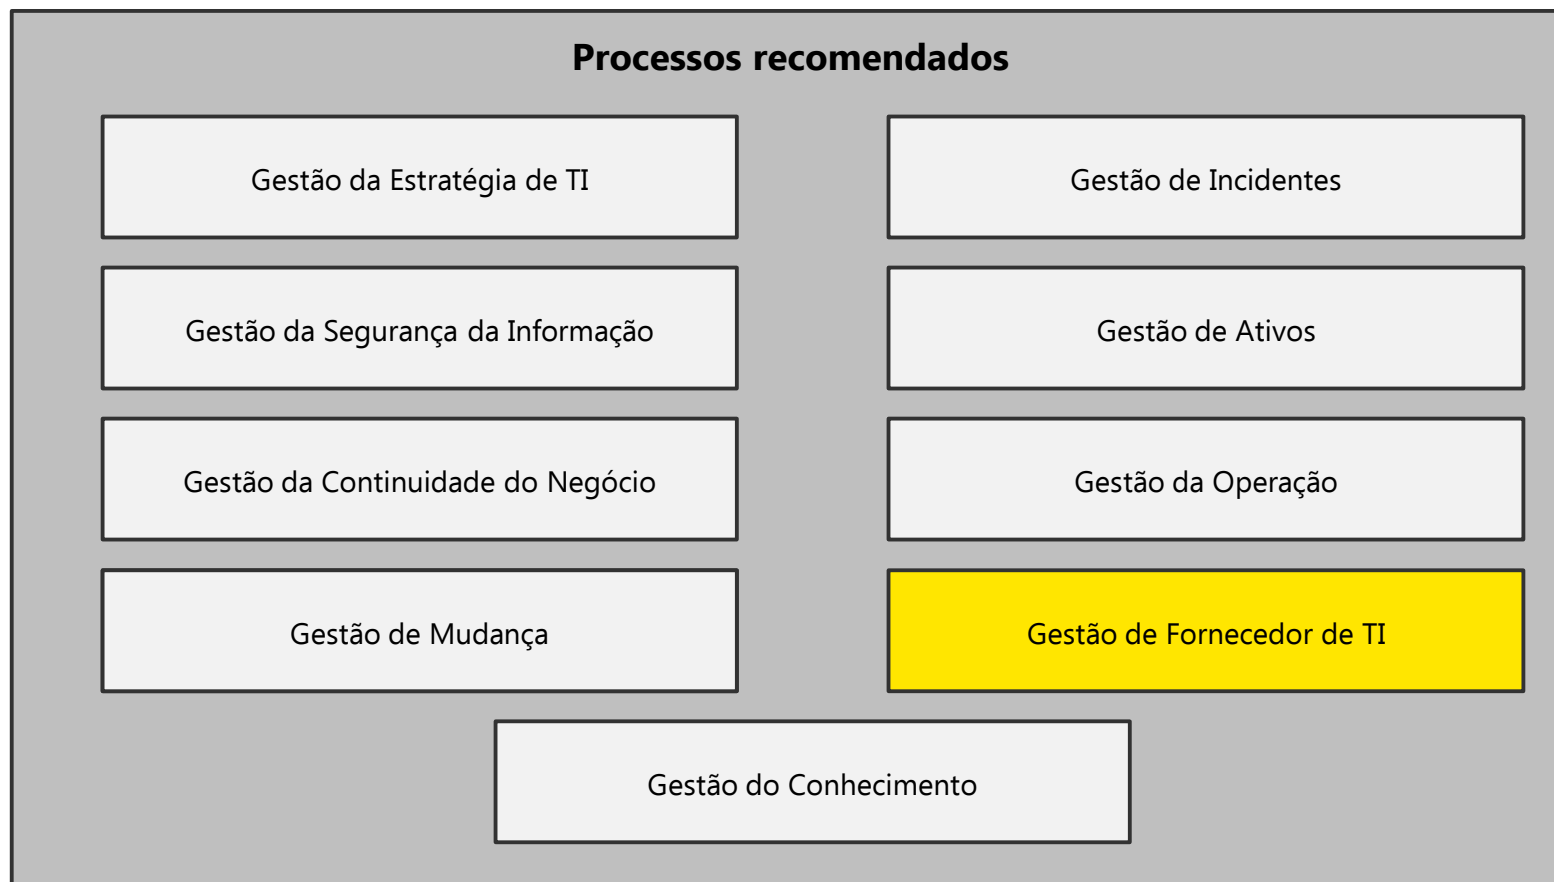 Processos recomendados
Gestão da Estratégia de TI
Gestão de Incidentes
Gestão da Segurança da Informação
Gestão de Ativos
Gestão da Continuidade do Negócio
Gestão da Operação
Gestão de Mudança
Gestão de Fornecedor de TI
Gestão do Conhecimento